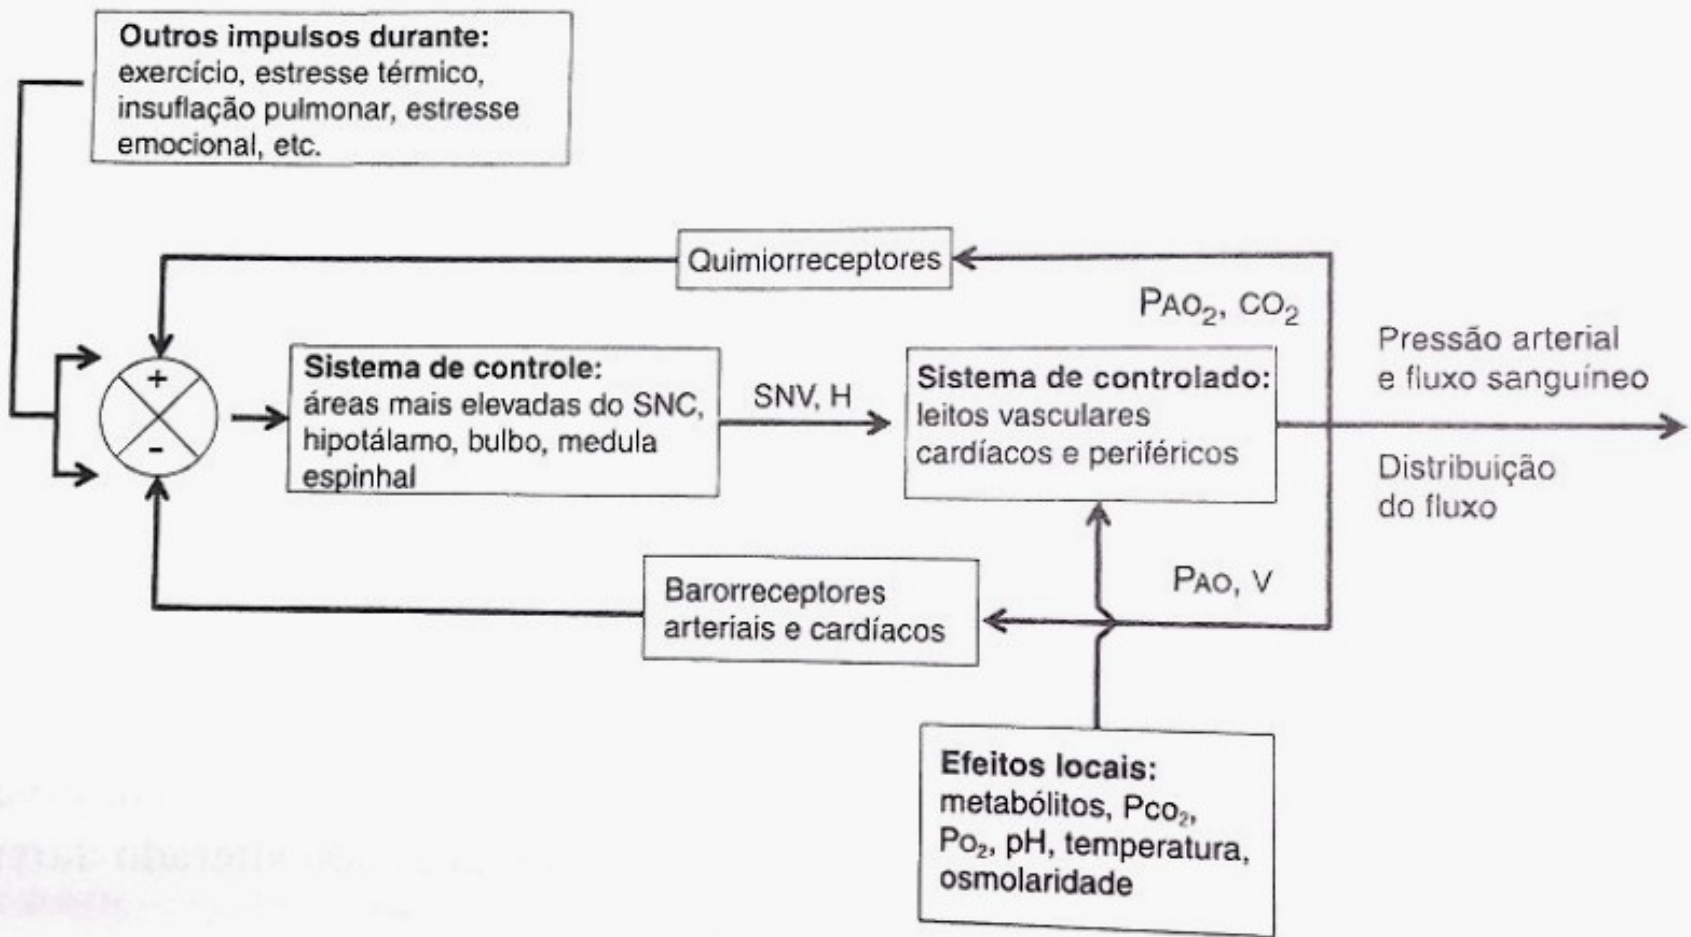 Outros impulsos durante:
exercício, estresse térmico,
insuflação pulmonar, estresse
emocional, etc.
Quimiorreceptores
PAO₂, CO₂
Pressão arterial
e fluxo sanguíneo
+
-
Sistema de controle:
áreas mais elevadas do SNC,
hipotálamo, bulbo, medula
espinhal
SNV, H
Sistema de controlado:
leitos vasculares
cardíacos e periféricos
Distribuição
do fluxo
Barorreceptores
arteriais e cardíacos
PAO, V
Efeitos locais:
metabólitos, Pco₂,
Po₂, pH, temperatura,
osmolaridade